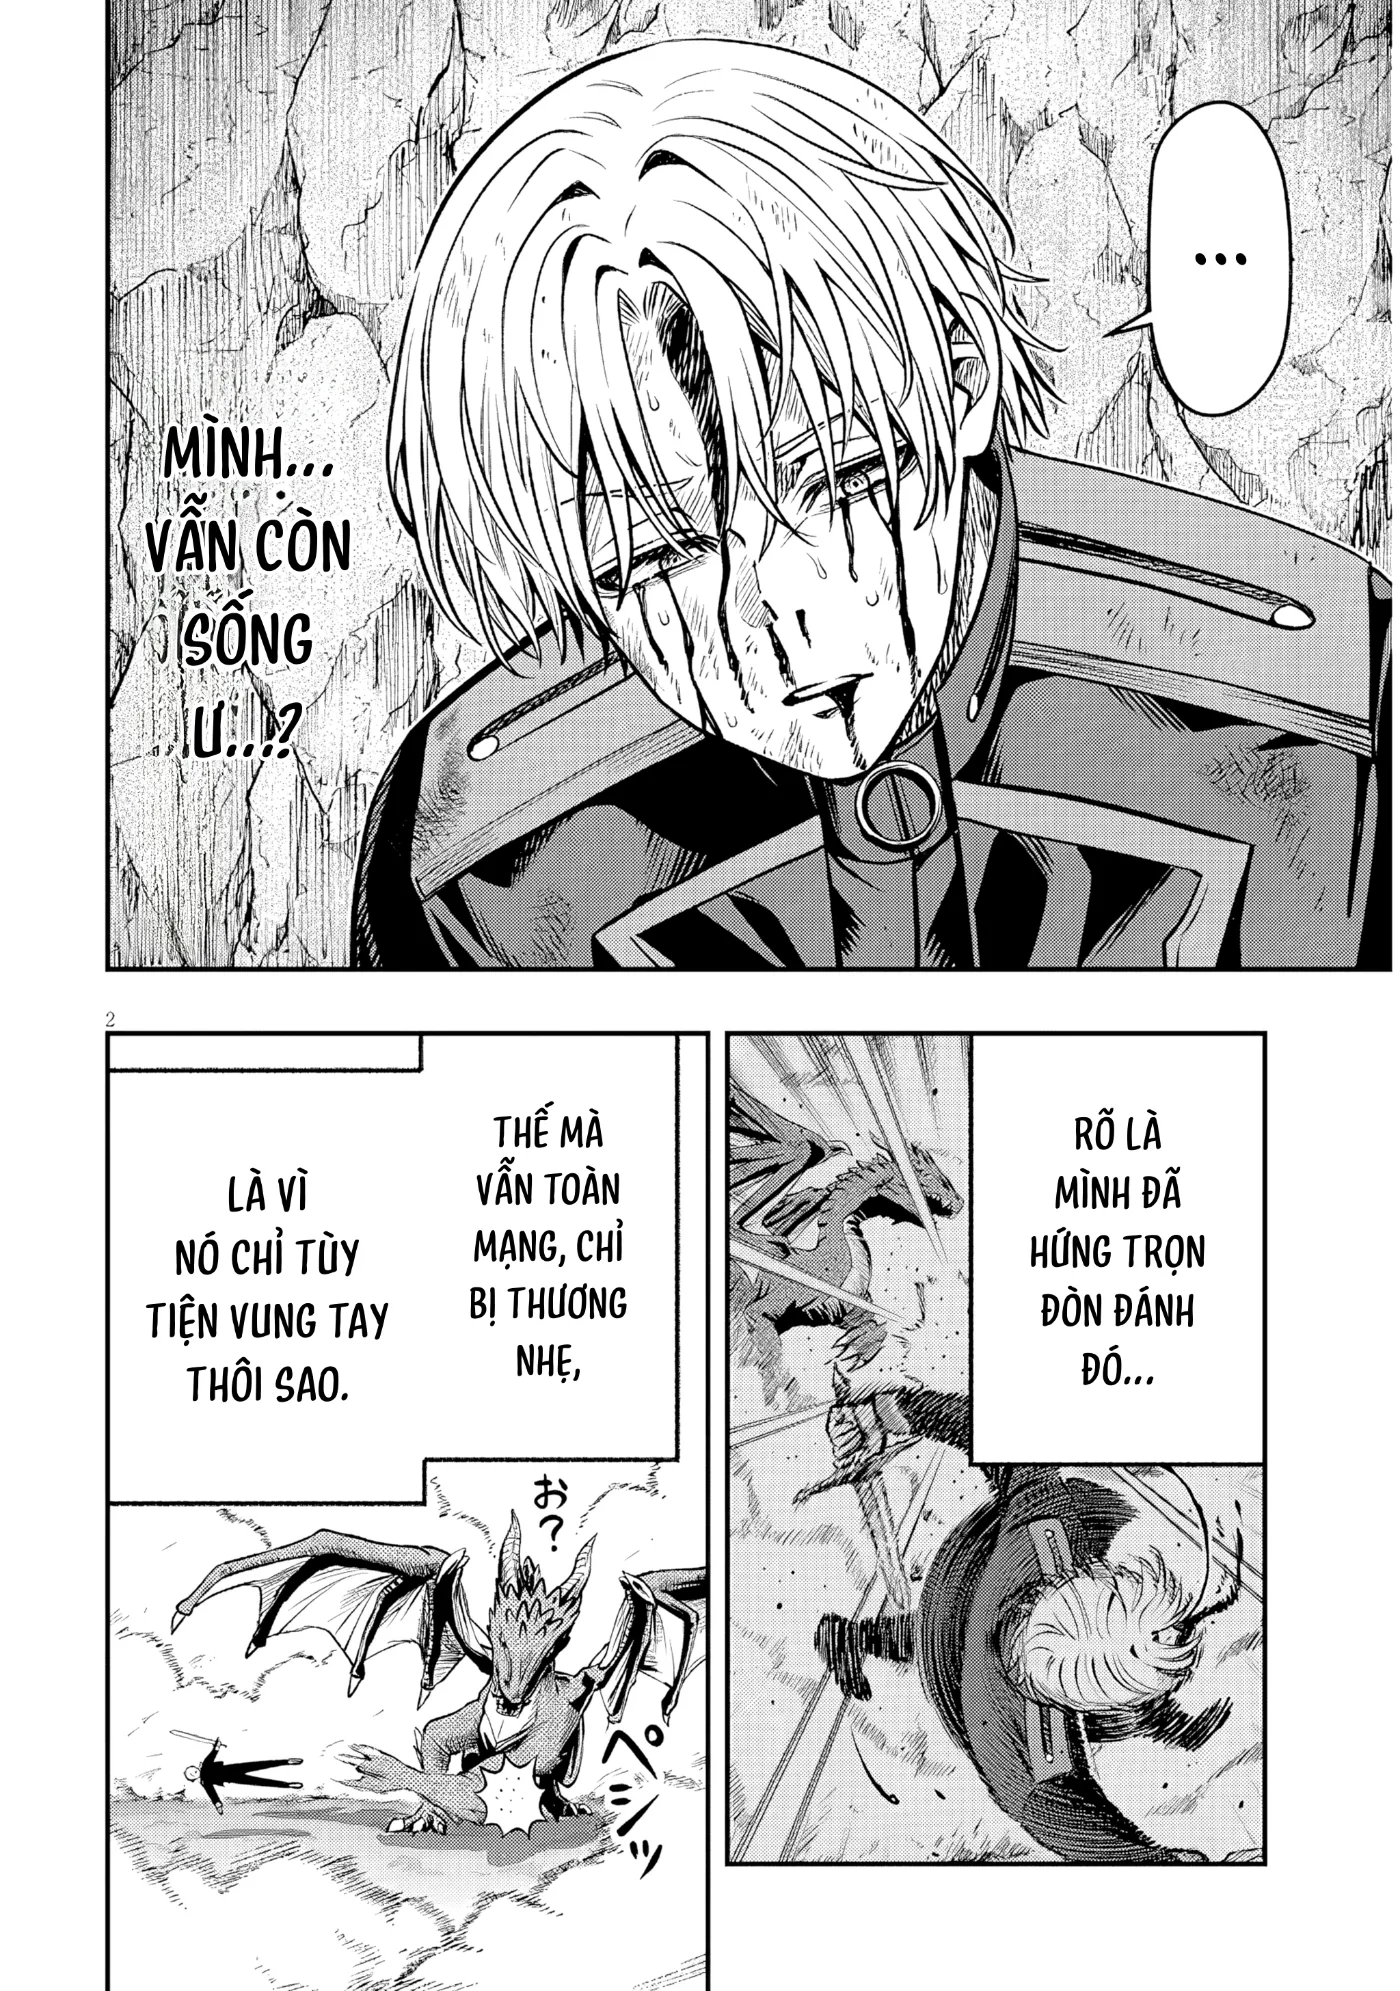 ...
MÌNH...
VẪN CÒN
SỐNG
Ư...?
2
RÕ LÀ
MÌNH ĐÃ
HỨNG TRỌN
ĐÒN ĐÁNH
ĐÓ...
THẾ MÀ
VẪN TOÀN
MẠNG, CHỈ
BỊ THƯƠNG
NHẸ,
LÀ VÌ
NÓ CHỈ TÙY
TIỆN VUNG TAY
THÔI SAO.
お?
ペシッ